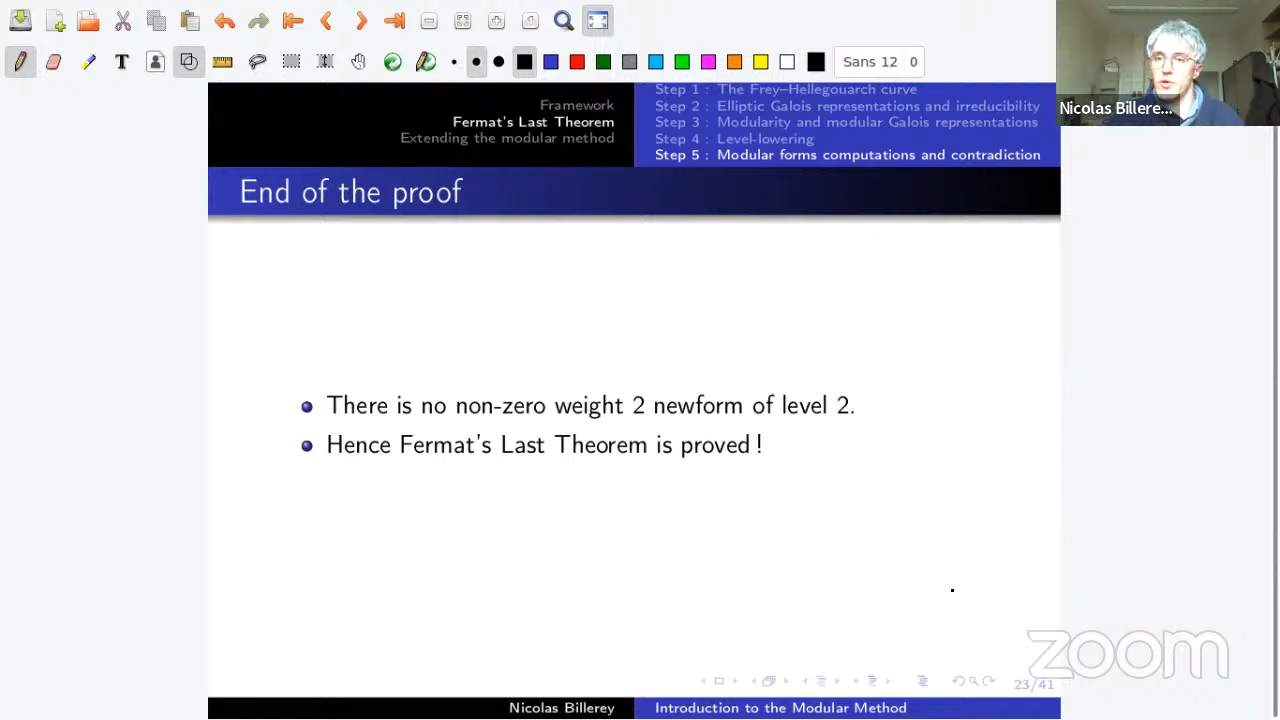 Sans 12 0
Nicolas Billere...
Framework
Fermat's Last Theorem
Extending the modular method
Step 1 : The Frey–Hellegouarch curve
Step 2 : Elliptic Galois representations and irreducibility
Step 3 : Modularity and modular Galois representations
Step 4 : Level-lowering
Step 5 : Modular forms computations and contradiction
End of the proof
There is no non-zero weight 2 newform of level 2.
Hence Fermat's Last Theorem is proved !
zoom
23/41
Nicolas Billerey
Introduction to the Modular Method